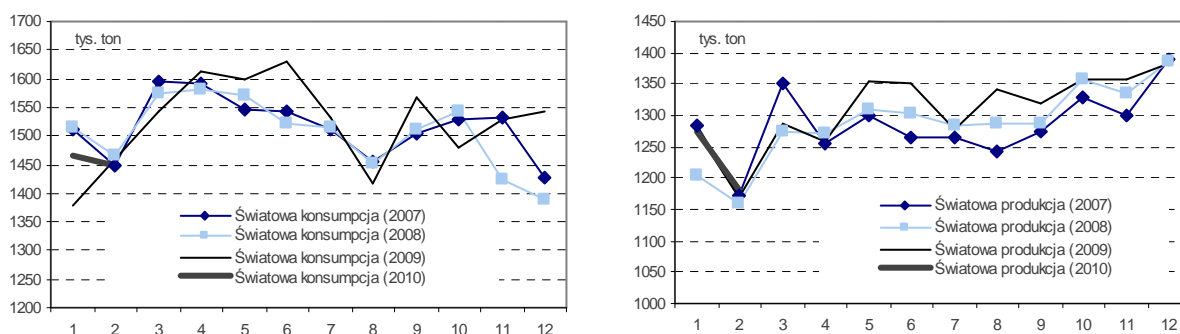 1700
1650
1600
1550
1500
1450
1400
1350
1300
1250
1200
tys. ton
Światowa konsumpcja (2007)
Światowa konsumpcja (2008)
Światowa konsumpcja (2009)
Światowa konsumpcja (2010)
1 2 3 4 5 6 7 8 9 10 11 12
1450
1400
1350
1300
1250
1200
1150
1100
1050
1000
tys. ton
Światowa produkcja (2007)
Światowa produkcja (2008)
Światowa produkcja (2009)
Światowa produkcja (2010)
1 2 3 4 5 6 7 8 9 10 11 12